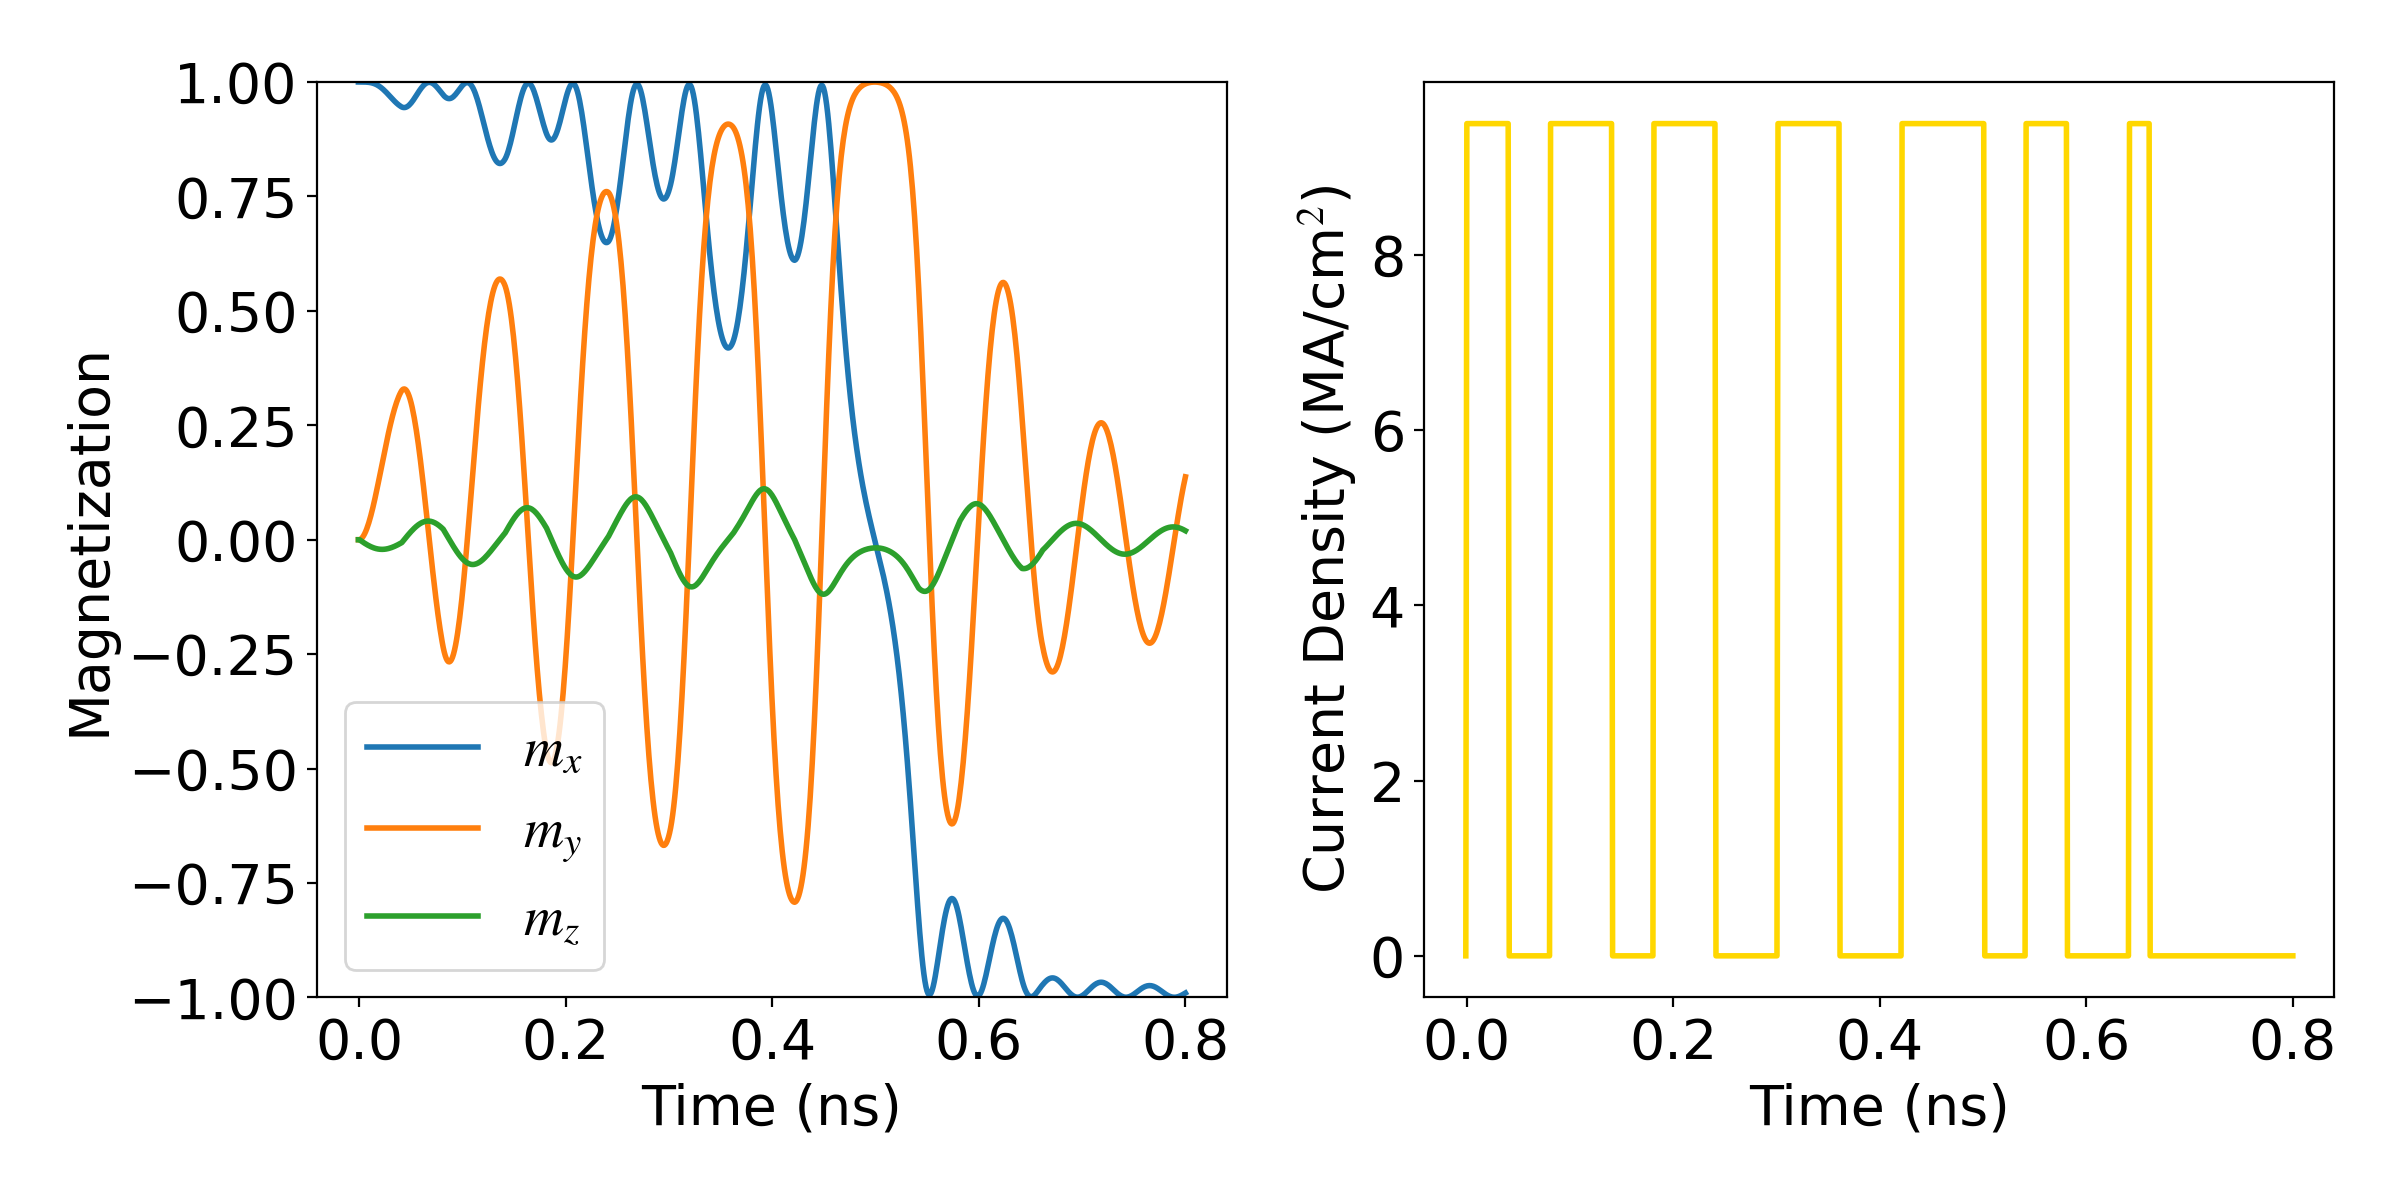 Magnetization
1.00
0.75
0.50
0.25
0.00
−0.25
−0.50
−0.75
−1.00
m_x
m_y
m_z
0.0 0.2 0.4 0.6 0.8
Time (ns)
Current Density (MA/cm²)
8
6
4
2
0
0.0 0.2 0.4 0.6 0.8
Time (ns)